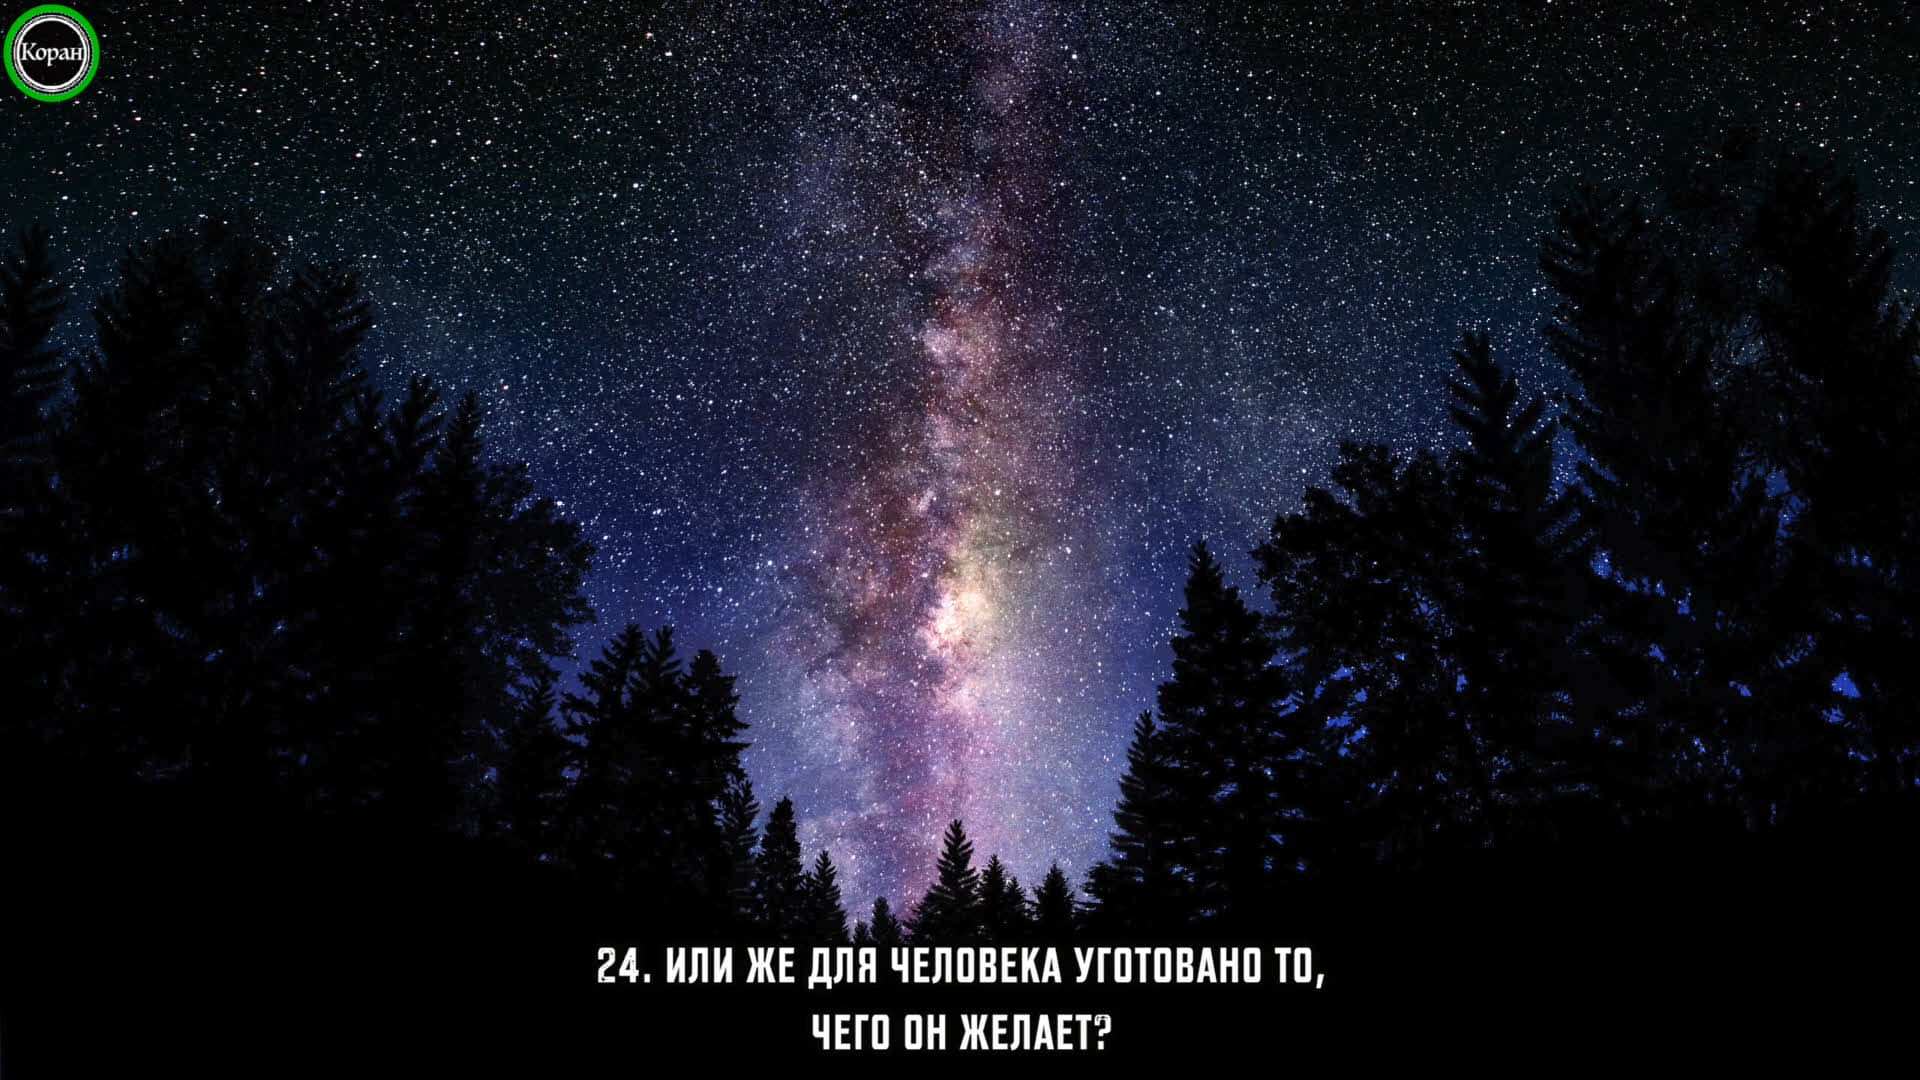 Коран
24. ИЛИ ЖЕ ДЛЯ ЧЕЛОВЕКА УГОТОВАНО ТО,
ЧЕГО ОН ЖЕЛАЕТ?